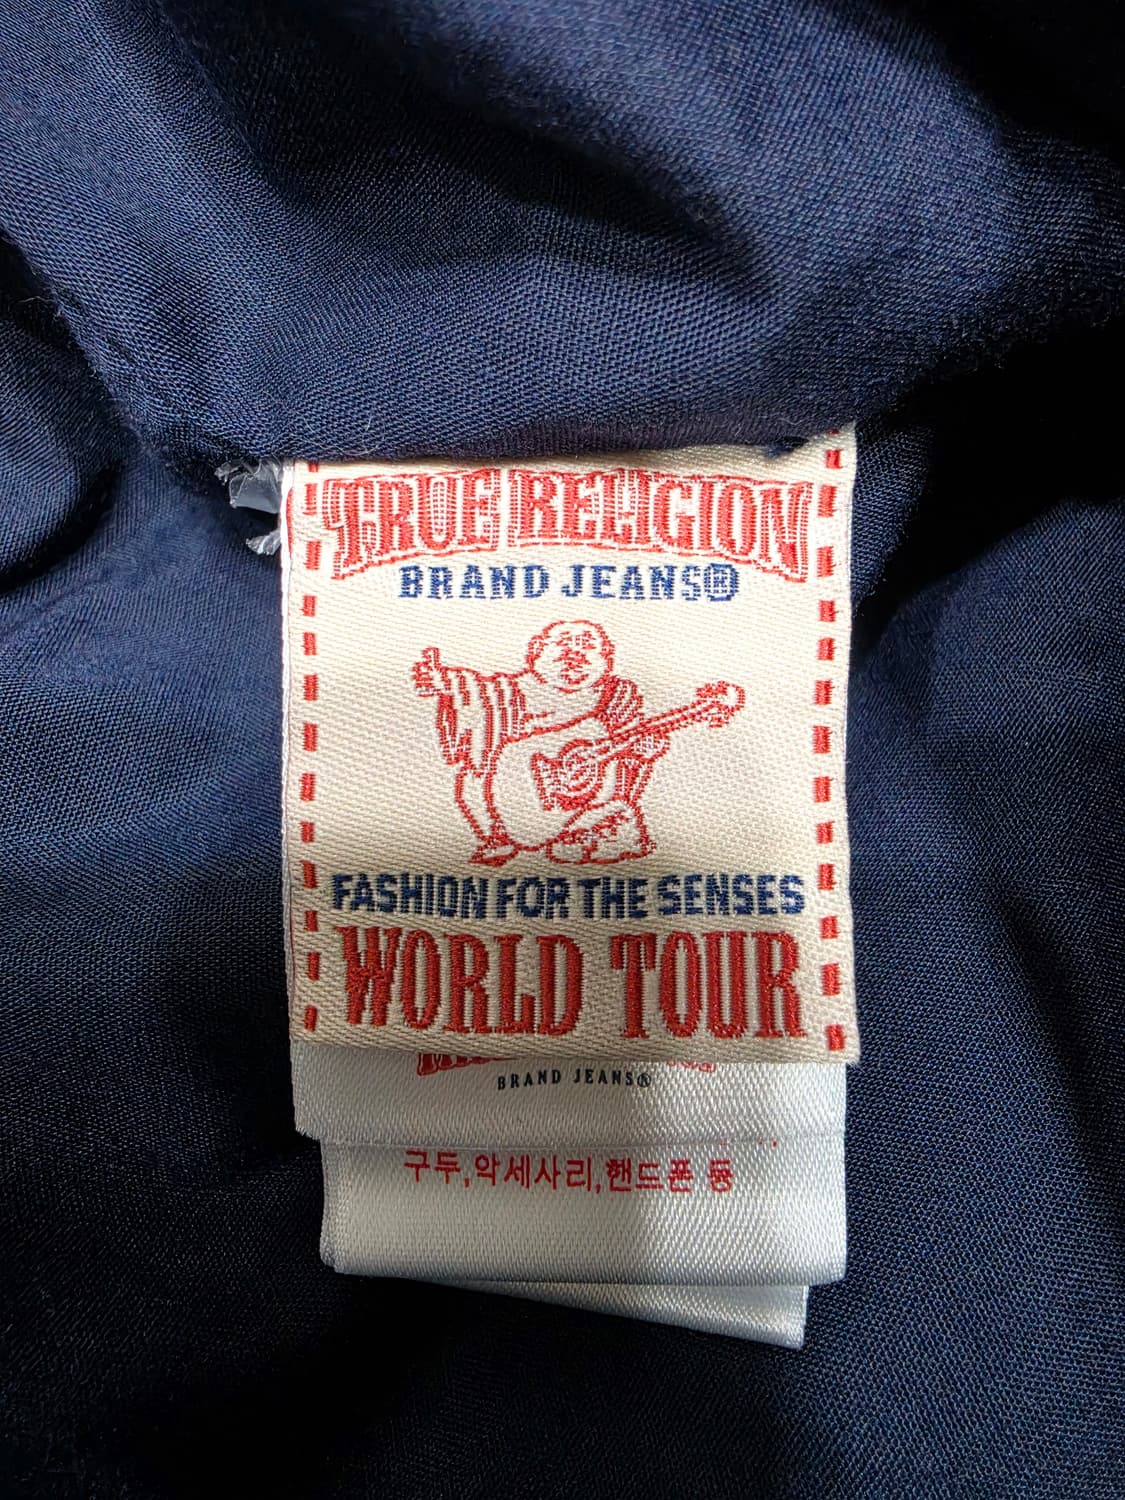 TRUE RELIGION
BRAND JEANS®
FASHION FOR THE SENSES
WORLD TOUR
BRAND JEANS®
구두,악세사리,핸드폰 등